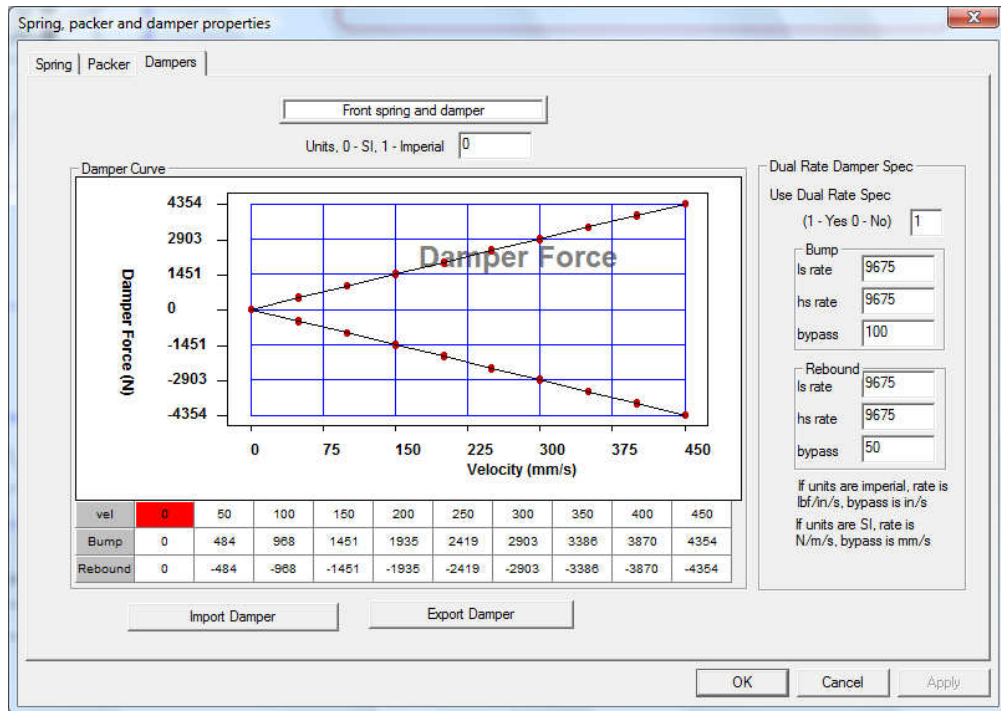 Spring, packer and damper properties
Spring Packer Dampers
Front spring and damper
Units, 0 - SI, 1 - Imperial 0
Damper Curve
Damper Force
Damper Force (N)
4354
2903
1451
0
-1451
-2903
-4354
0 75 150 225 300 375 450
Velocity (mm/s)
vel 0 50 100 150 200 250 300 350 400 450
Bump 0 484 968 1451 1935 2419 2903 3386 3870 4354
Rebound 0 -484 -968 -1451 -1935 -2419 -2903 -3386 -3870 -4354
Import Damper Export Damper
Dual Rate Damper Spec
Use Dual Rate Spec
(1 - Yes 0 - No) 1
Bump
ls rate 9675
hs rate 9675
bypass 100
Rebound
ls rate 9675
hs rate 9675
bypass 50
If units are imperial, rate is
lbf/in/s, bypass is in/s
If units are SI, rate is
N/m/s, bypass is mm/s
OK Cancel Apply